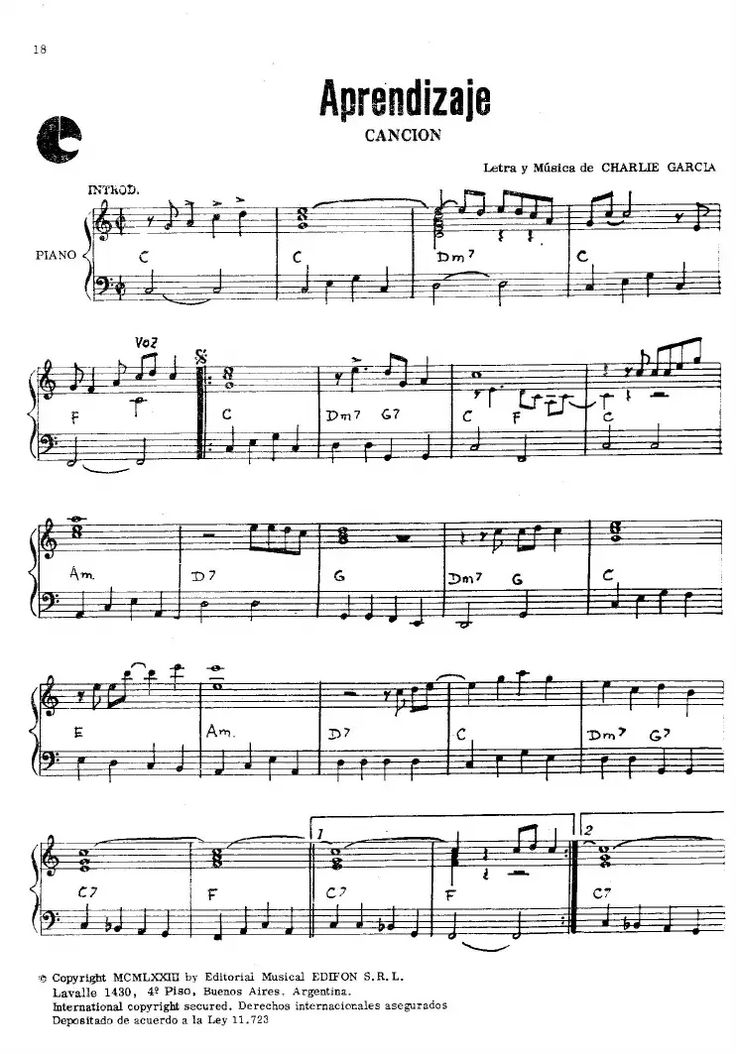 18
Aprendizaje
CANCION
Letra y Música de CHARLIE GARCIA
INTROD.
PIANO
C C Dm7 C
Voz
F C Dm7 G7 C F C
Am. D7 G Dm7 G C
E Am. D7 C Dm7 G7
1 2
C7 F C7 F C7
© Copyright MCMLXXIII by Editorial Musical EDIFON S.R.L.
Lavalle 1430, 4º Piso, Buenos Aires. Argentina.
International copyright secured. Derechos internacionales asegurados
Depositado de acuerdo a la Ley 11.723